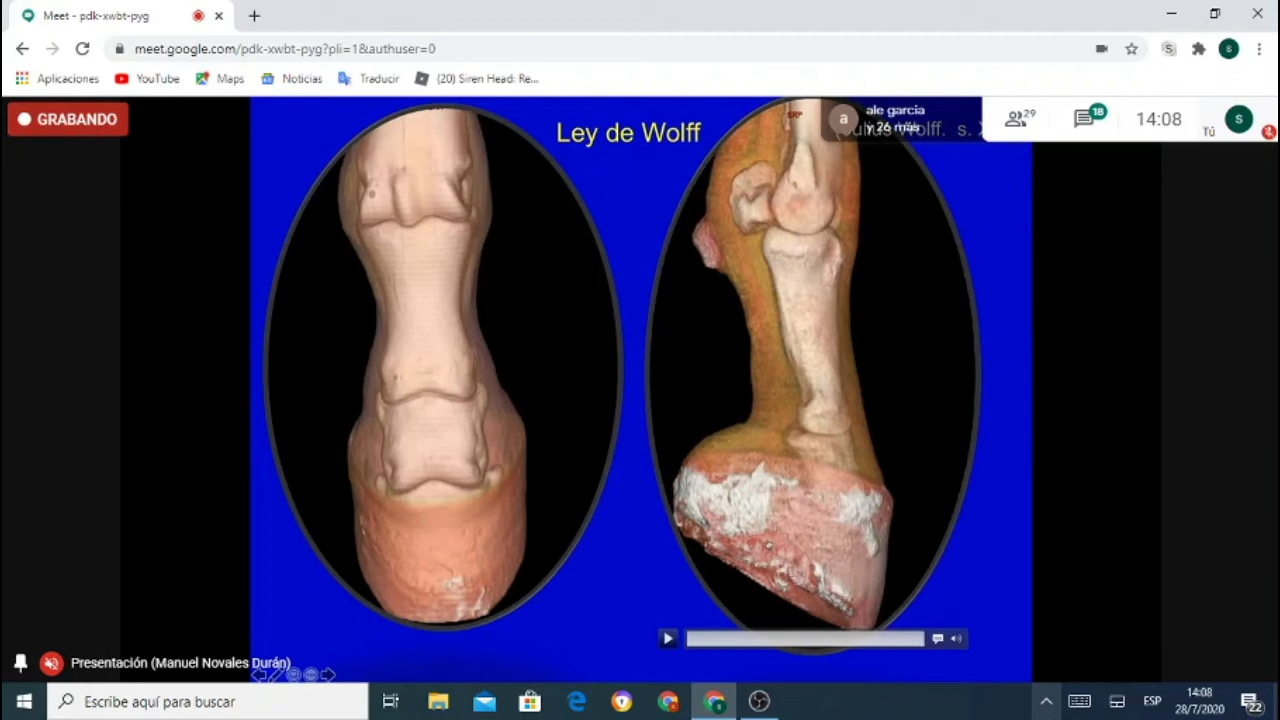 Meet - pdk-xwbt-pyg
meet.google.com/pdk-xwbt-pyg?pli=1&authuser=0
Aplicaciones
YouTube
Maps
Noticias
Traducir
(20) Siren Head: Re...
GRABANDO
Ley de Wolff
ale garcia
y 26 más
Wolff. s.
a
29
18
14:08
S
Tú
Presentación (Manuel Novales Durán)
Escribe aquí para buscar
ESP
14:08
28/7/2020
22